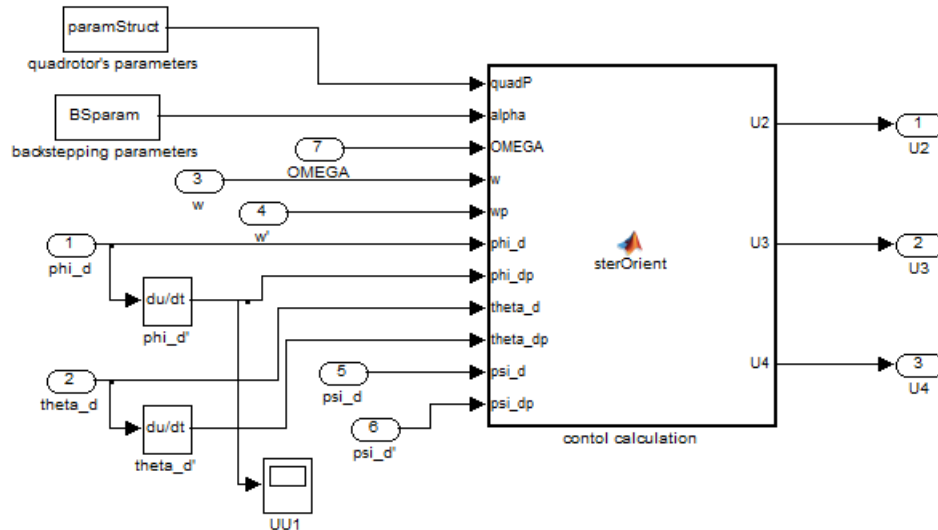 paramStruct
quadrotor's parameters
BSparam
backstepping parameters
7
OMEGA
3
w
4
w'
1
phi_d
du/dt
phi_d'
2
theta_d
du/dt
theta_d'
5
psi_d
6
psi_d'
UU1
quadP
alpha
OMEGA
w
wp
phi_d
phi_dp
theta_d
theta_dp
psi_d
psi_dp
sterOrient
U2
U3
U4
contol calculation
1
U2
2
U3
3
U4